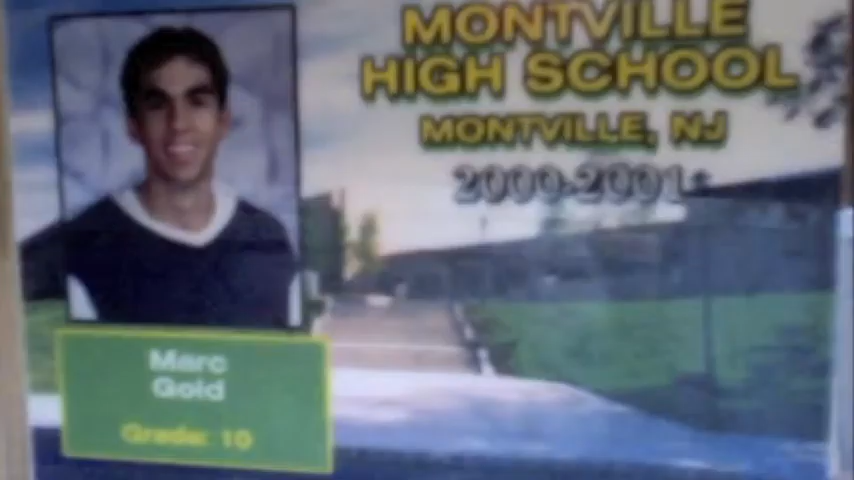 MONTVILLE
HIGH SCHOOL
MONTVILLE, NJ
2000-2001
Marc
Gold
Grade: 10